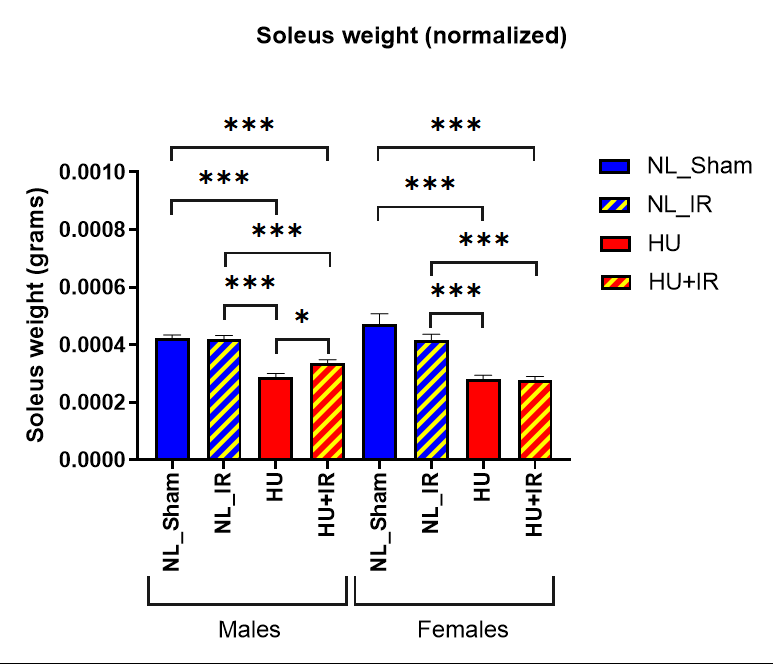 Soleus weight (normalized)
***
***
***
***
***
***
***
***
*
0.0010
0.0008
0.0006
0.0004
0.0002
0.0000
Soleus weight (grams)
NL_Sham
NL_IR
HU
HU+IR
NL_Sham
NL_IR
HU
HU+IR
Males
Females
NL_Sham
NL_IR
HU
HU+IR